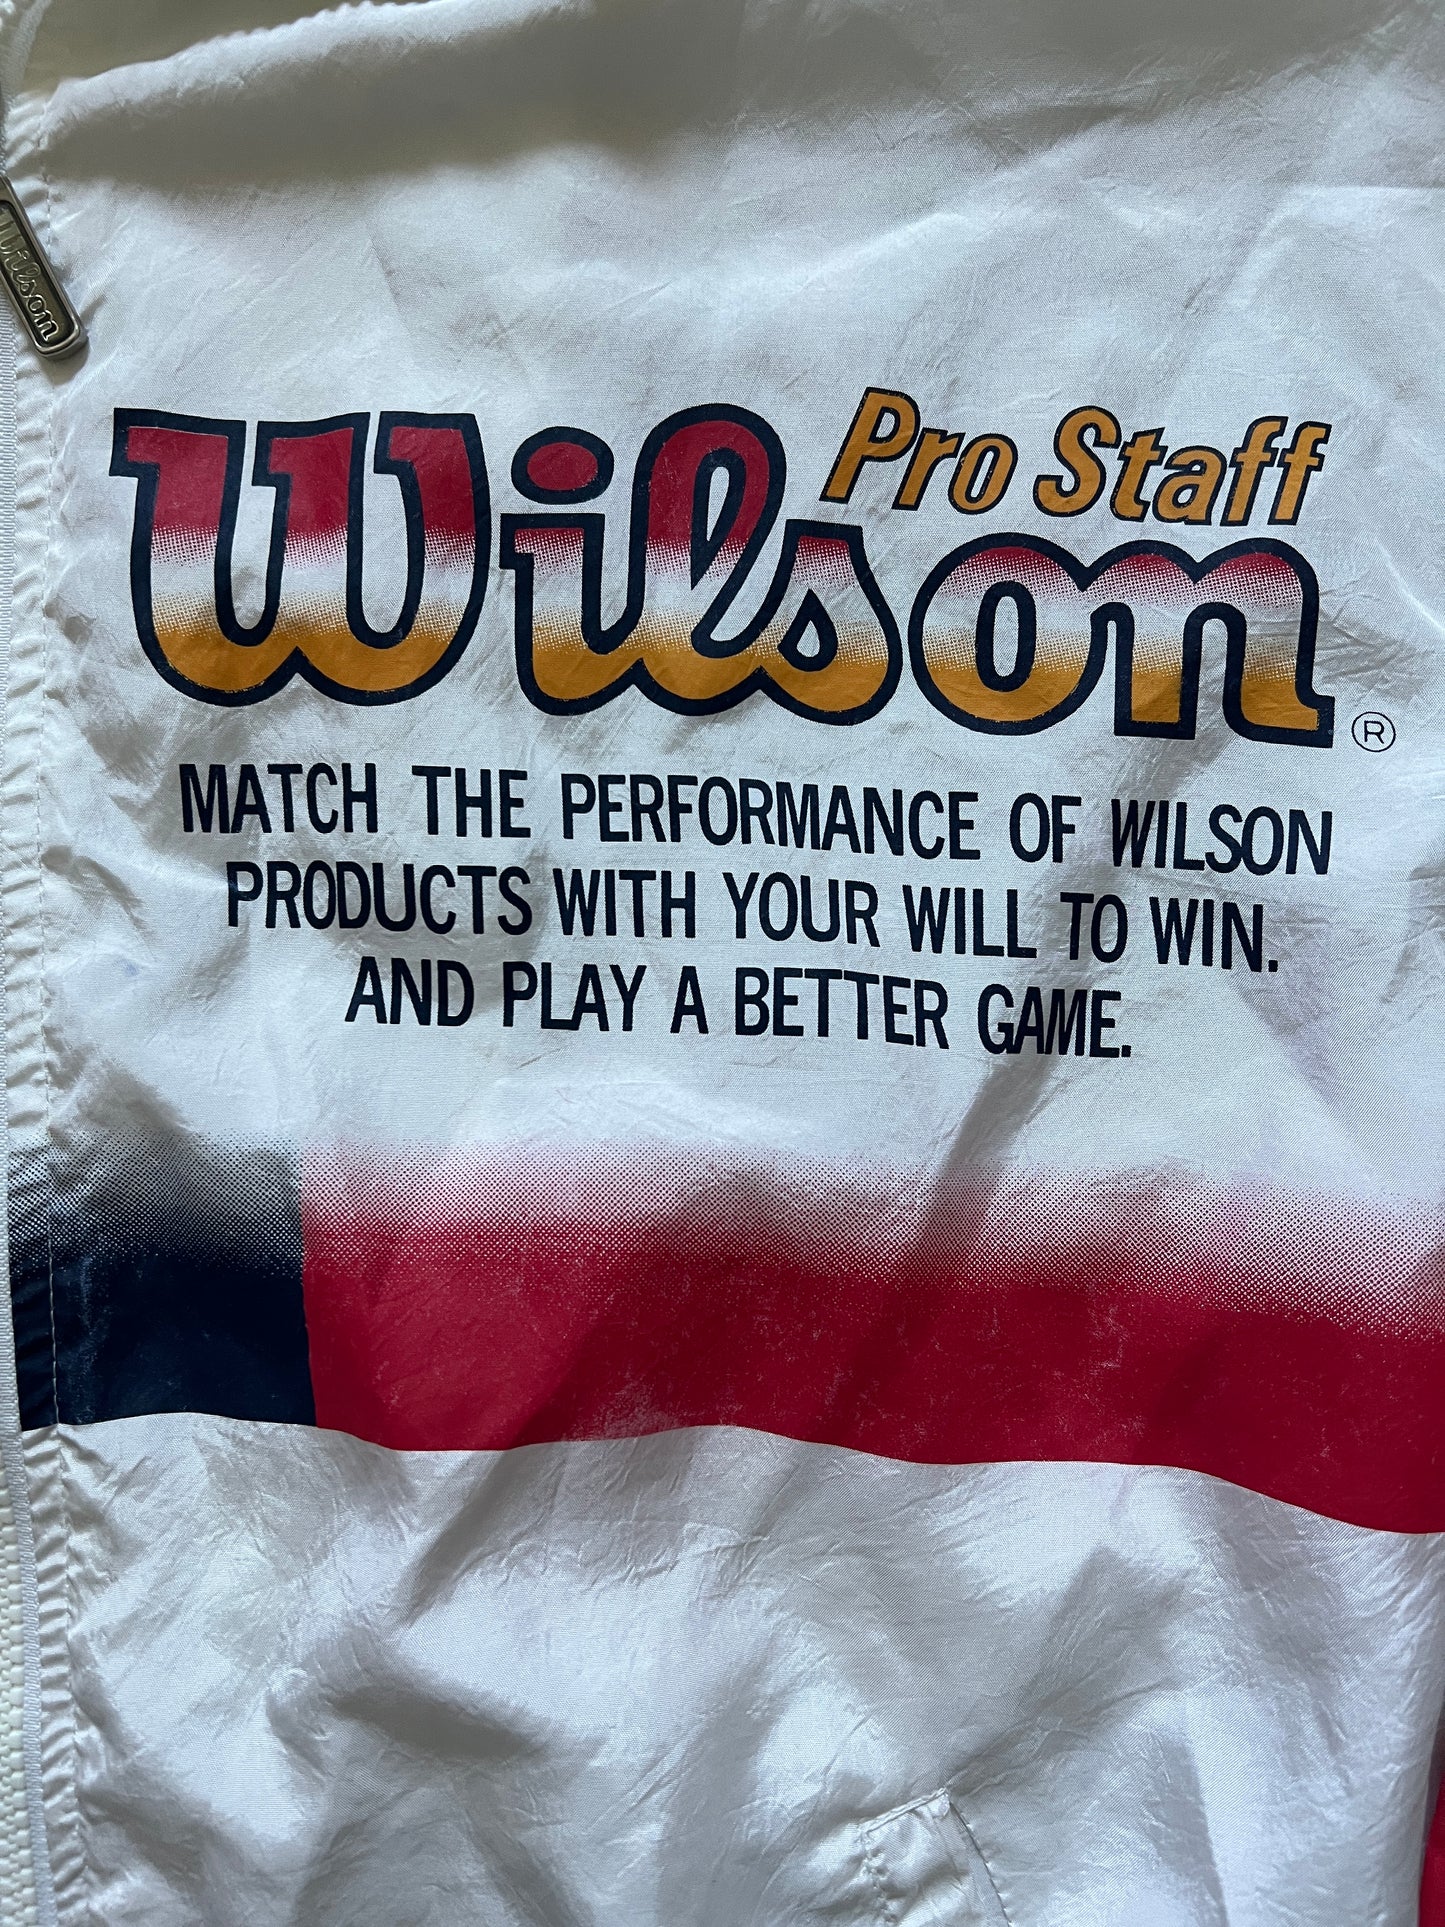 Wilson
Pro Staff
Wilson®
MATCH THE PERFORMANCE OF WILSON
PRODUCTS WITH YOUR WILL TO WIN.
AND PLAY A BETTER GAME.